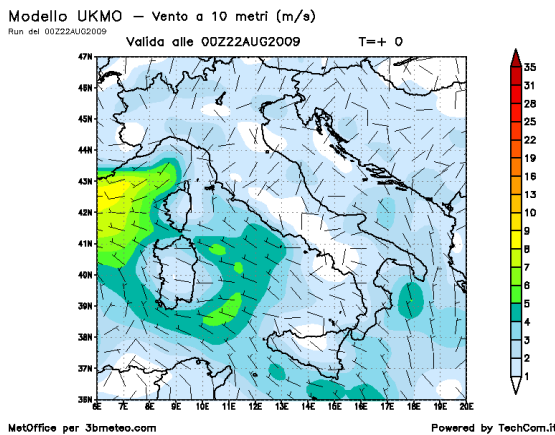 Modello UKMO - Vento a 10 metri (m/s)
Run del 00Z22AUG2009
Valida alle 00Z22AUG2009 T=+ 0
47N
46N
45N
44N
43N
42N
41N
40N
39N
38N
37N
36N
6E 7E 8E 9E 10E 11E 12E 13E 14E 15E 16E 17E 18E 19E 20E
35
31
28
25
22
19
16
13
10
9
7
6
5
4
3
2
1
MetOffice per 3bmeteo.com
Powered by TechCom.it